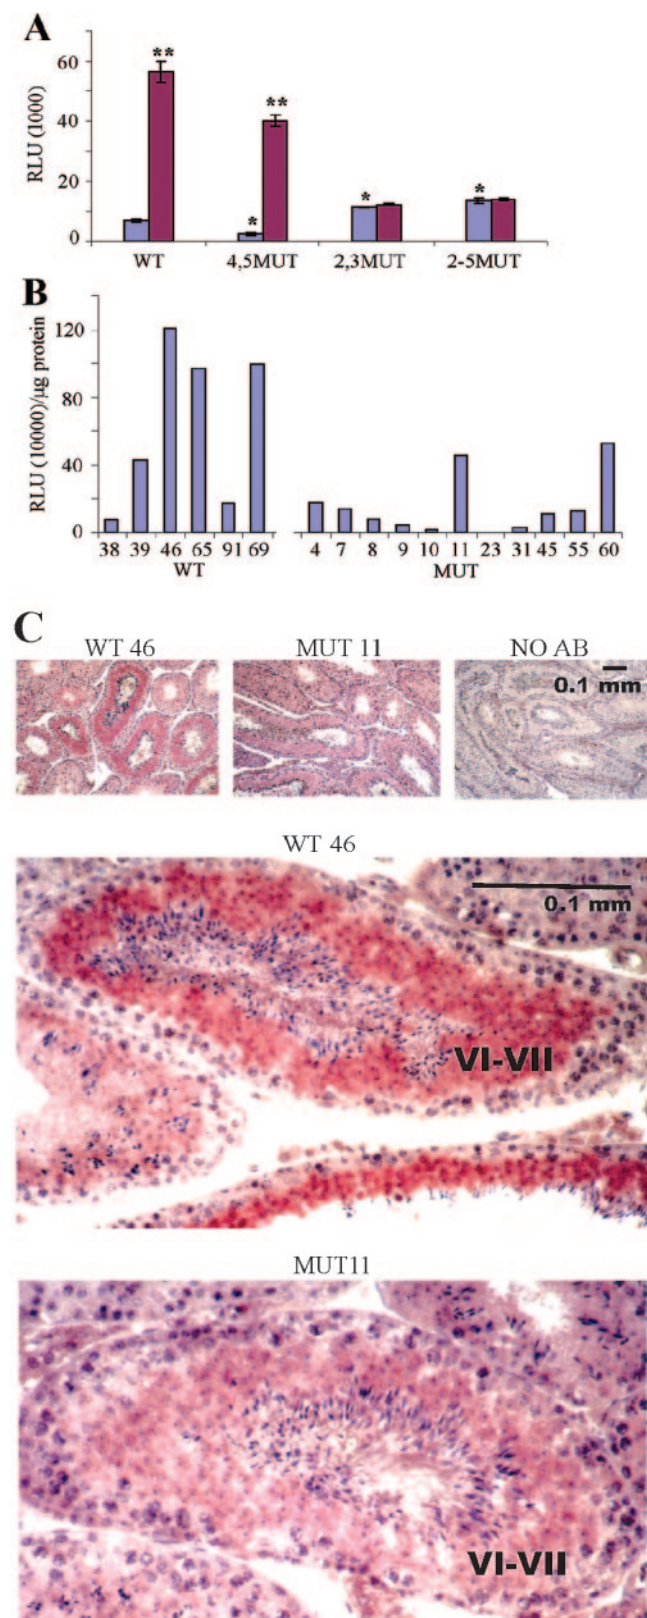 A
RLU (1000)
60
40
20
0
**
**
*
*
*
WT 4,5MUT 2,3MUT 2-5MUT
B
RLU (10000)/µg protein
120
80
40
0
38 39 46 65 91 69 4 7 8 9 10 11 23 31 45 55 60
WT MUT
C
WT 46 MUT 11 NO AB
0.1 mm
WT 46
0.1 mm
VI-VII
MUT11
VI-VII